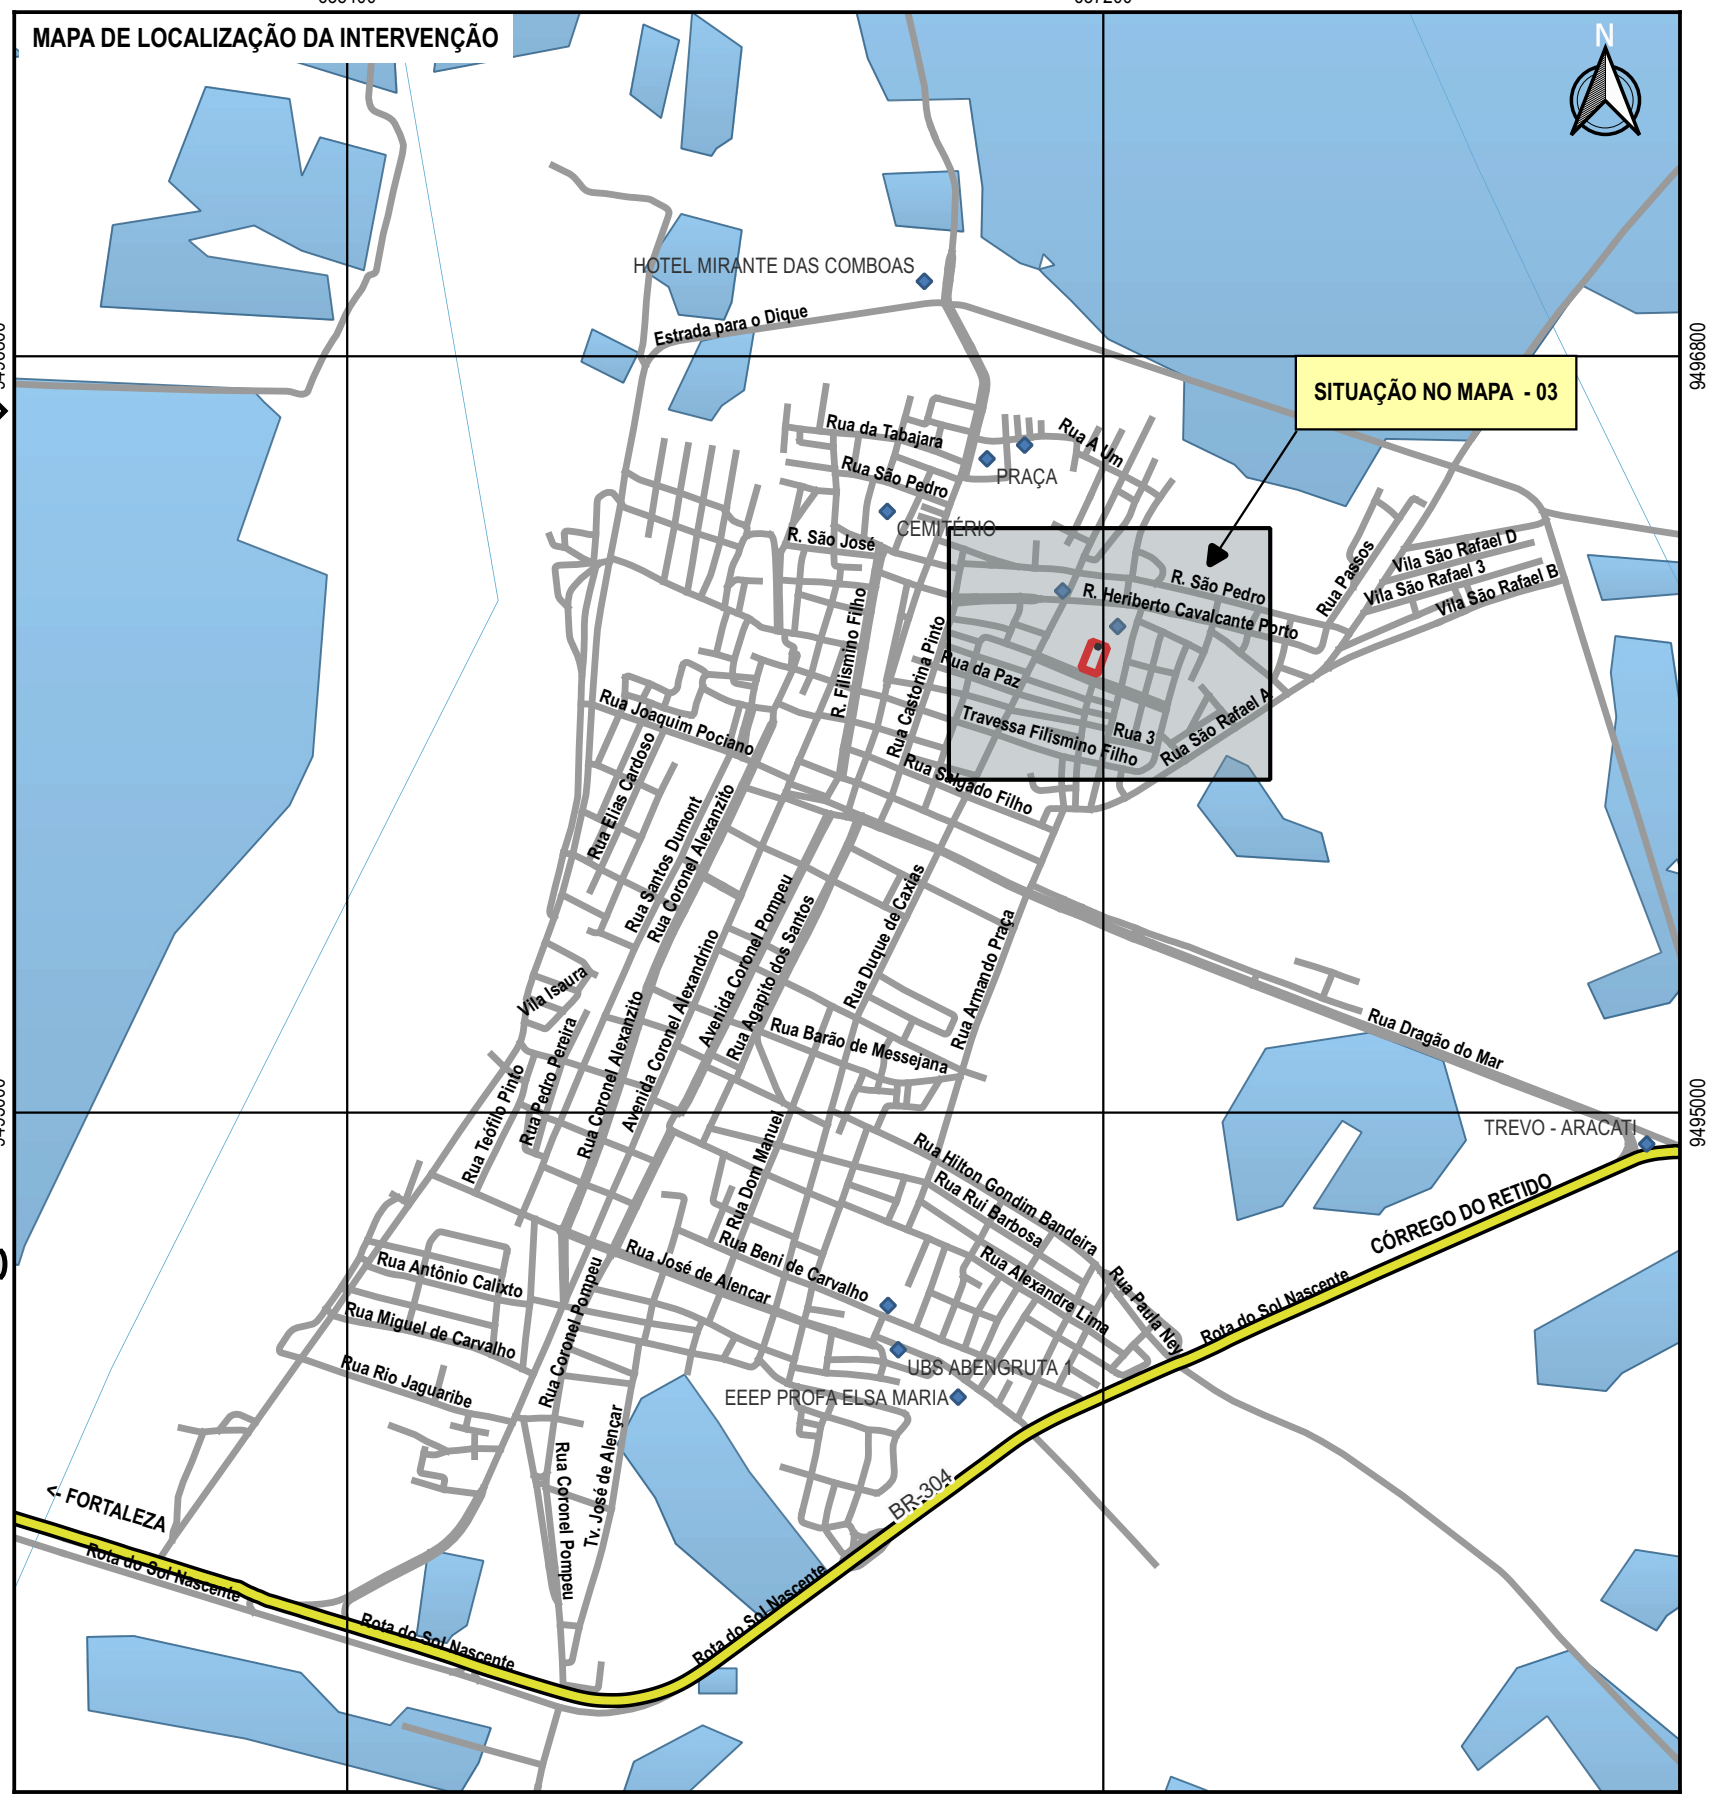 MAPA DE LOCALIZAÇÃO DA INTERVENÇÃO
N
HOTEL MIRANTE DAS COMBOAS
Estrada para o Dique
9496800
SITUAÇÃO NO MAPA - 03
Rua da Tabajara
Rua A Um
Rua São Pedro
PRAÇA
CEMITÉRIO
R. São José
Vila São Rafael D
Vila São Rafael 3
Vila São Rafael B
Rua Passos
R. São Pedro
R. Heriberto Cavalcante Porto
R. Filismino Filho
Rua Castorina Pinto
Rua da Paz
Travessa Filismino Filho
Rua 3
Rua São Rafael A
Rua Joaquim Pociano
Rua Salgado Filho
Rua Elias Cardoso
Rua Santos Dumont
Rua Coronel Alexanzito
Avenida Coronel Pompeu
Rua Agapito dos Santos
Rua Duque de Caxias
Rua Armando Praça
Avenida Coronel Alexandrino
Vila Isaura
Rua Pedro Pereira
Rua Coronel Alexanzito
Rua Barão de Messejana
Rua Dragão do Mar
Rua Teófilo Pinto
9495000
TREVO - ARACATI
Rua Dom Manuel
Rua Hilton Gondim Bandeira
Rua Rui Barbosa
CÓRREGO DO RETIDO
Rua Antônio Calixto
Rua José de Alencar
Rua Beni de Carvalho
Rua Alexandre Lima
Rua Paula Ney
Rota do Sol Nascente
Rua Miguel de Carvalho
Rua Coronel Pompeu
Rua Rio Jaguaribe
UBS ABENGRUTA 1
EEEP PROFA ELSA MARIA
Rua Coronel Pompeu
Tv. José de Alençar
BR-304
<- FORTALEZA
Rota do Sol Nascente
Rota do Sol Nascente
Rota do Sol Nascente